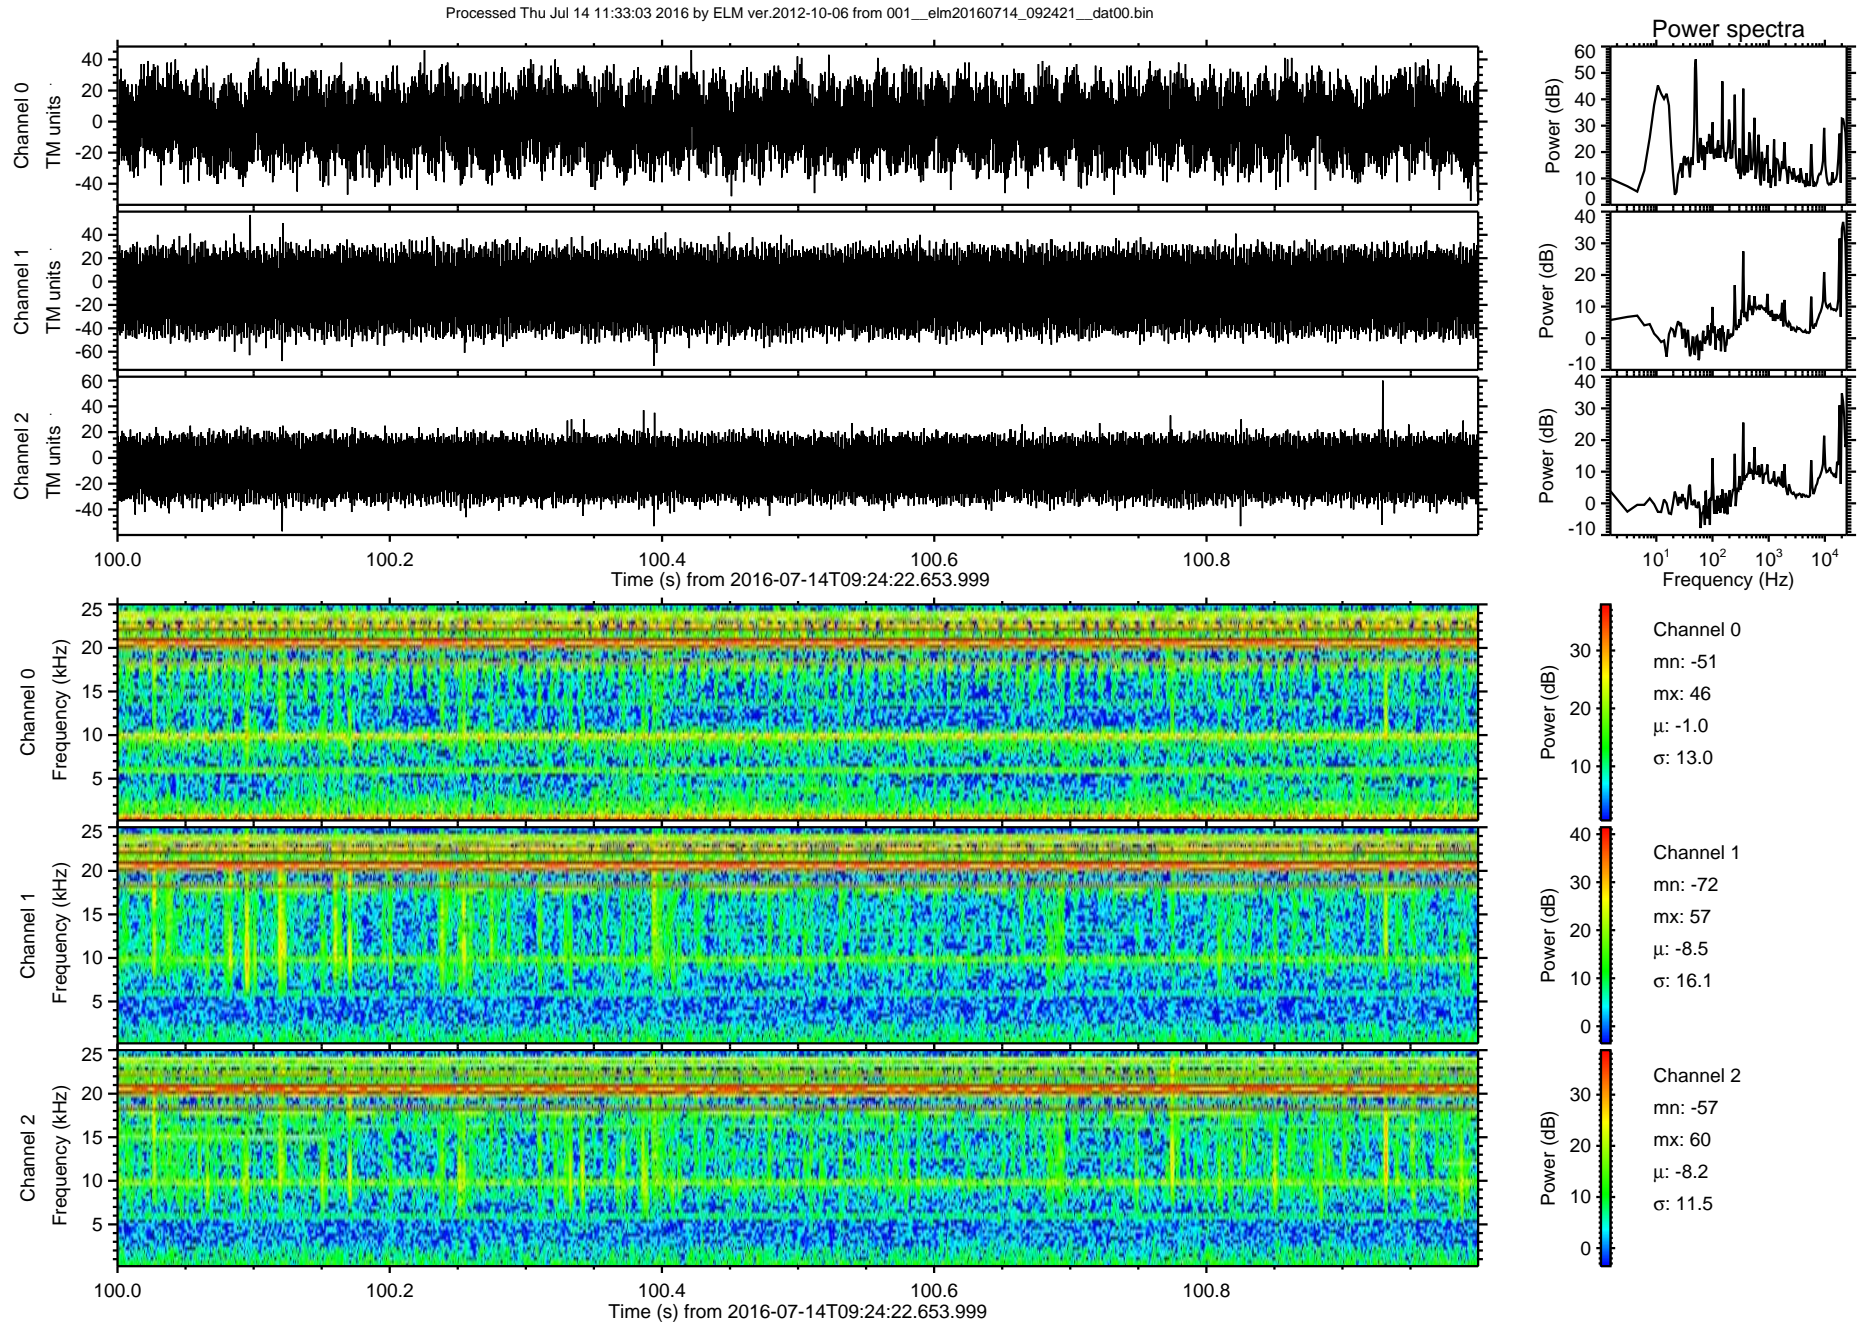 Processed Thu Jul 14 11:33:03 2016 by ELM ver.2012-10-06 from 001__elm20160714_092421__dat00.bin
Power spectra
Channel 0
TM units
40
20
0
-20
-40
Power (dB)
60
50
40
30
20
10
0
Channel 1
TM units
40
20
0
-20
-40
-60
Power (dB)
40
30
20
10
0
-10
Channel 2
TM units
60
40
20
0
-20
-40
Power (dB)
40
30
20
10
0
-10
100.0 100.2 100.4 100.6 100.8
Time (s) from 2016-07-14T09:24:22.653.999
10¹ 10² 10³ 10⁴
Frequency (Hz)
Channel 0
Frequency (kHz)
25
20
15
10
5
Power (dB)
30
20
10
Channel 0
mn: -51
mx: 46
μ: -1.0
σ: 13.0
Channel 1
Frequency (kHz)
25
20
15
10
5
Power (dB)
40
30
20
10
0
Channel 1
mn: -72
mx: 57
μ: -8.5
σ: 16.1
Channel 2
Frequency (kHz)
25
20
15
10
5
Power (dB)
30
20
10
0
Channel 2
mn: -57
mx: 60
μ: -8.2
σ: 11.5
100.0 100.2 100.4 100.6 100.8
Time (s) from 2016-07-14T09:24:22.653.999